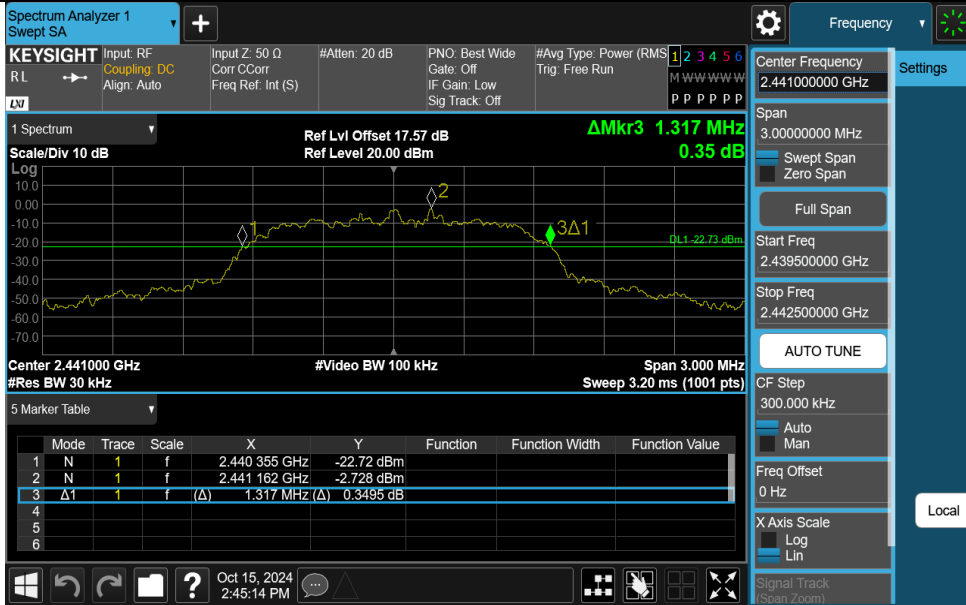 Spectrum Analyzer 1
Swept SA
+
Frequency
KEYSIGHT
RL
LXI
Input: RF
Coupling: DC
Align: Auto
Input Z: 50 Ω
Corr CCorr
Freq Ref: Int (S)
#Atten: 20 dB
PNO: Best Wide
Gate: Off
IF Gain: Low
Sig Track: Off
#Avg Type: Power (RMS
Trig: Free Run
1 2 3 4 5 6
M W W W W W
P P P P P P
1 Spectrum
Scale/Div 10 dB
Ref Lvl Offset 17.57 dB
Ref Level 20.00 dBm
ΔMkr3 1.317 MHz
0.35 dB
Log
10.0
0.00
-10.0
-20.0
-30.0
-40.0
-50.0
-60.0
-70.0
1
2
3Δ1
DL1 -22.73 dBm
Center 2.441000 GHz
#Video BW 100 kHz
Span 3.000 MHz
#Res BW 30 kHz
Sweep 3.20 ms (1001 pts)
5 Marker Table
Mode Trace Scale X Y Function Function Width Function Value
1 N 1 f 2.440 355 GHz -22.72 dBm
2 N 1 f 2.441 162 GHz -2.728 dBm
3 Δ1 1 f (Δ) 1.317 MHz (Δ) 0.3495 dB
4
5
6
?
Oct 15, 2024
2:45:14 PM
Center Frequency
2.441000000 GHz
Span
3.00000000 MHz
Swept Span
Zero Span
Full Span
Start Freq
2.439500000 GHz
Stop Freq
2.442500000 GHz
AUTO TUNE
CF Step
300.000 kHz
Auto
Man
Freq Offset
0 Hz
X Axis Scale
Log
Lin
Signal Track
(Span Zoom)
Settings
Local